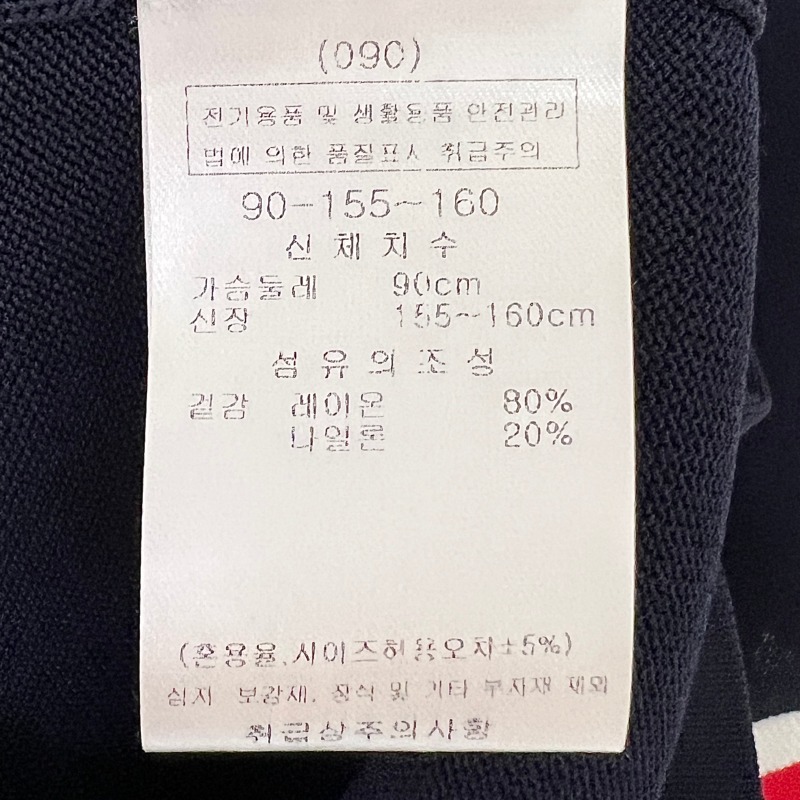 (090)
전기용품 및 생활용품 안전관리
법에 의한 품질표시 취급주의
90-155~160
신체치수
가슴둘레 90cm
신장 155~160cm
섬유의조성
겉감 레이온 80%
나일론 20%
(혼용율,사이즈허용오차±5%)
심지 보강재, 장식 및 기타 부자재 제외
취급상주의사항